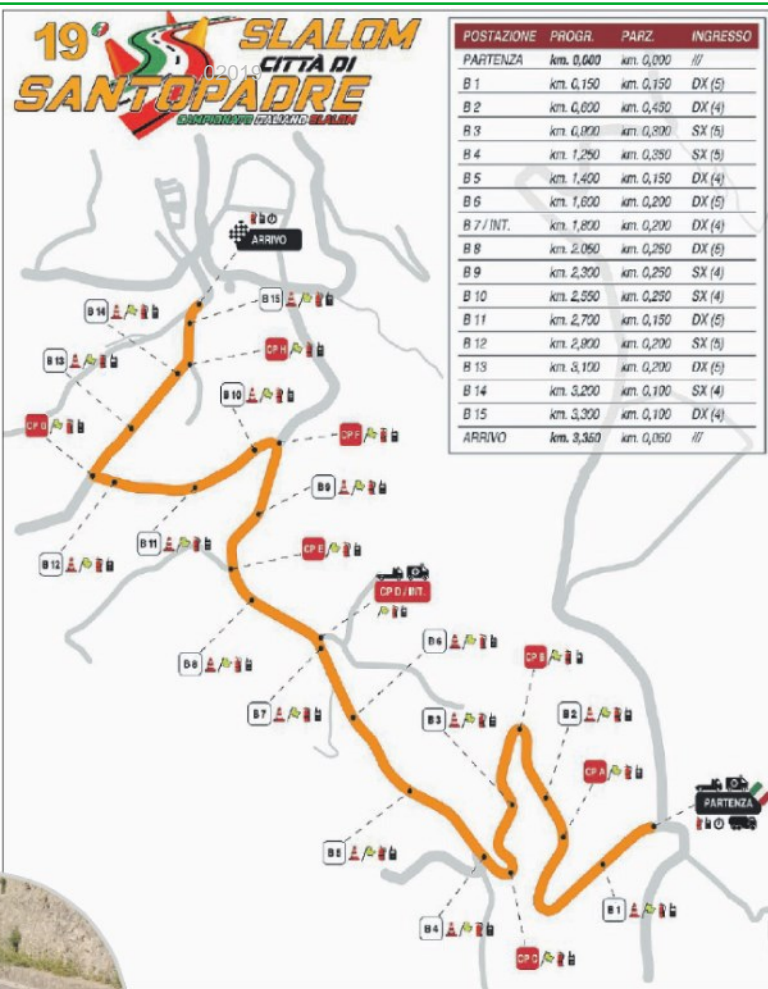 19° SLALOM
CITTÀ DI
02019
SANTOPADRE
CAMPIONATO ITALIANO SLALOM
POSTAZIONE PROGR. PARZ. INGRESSO
PARTENZA km. 0,000 km. 0,000 ///
B 1 km. 0,150 km. 0,150 DX (5)
B 2 km. 0,600 km. 0,450 DX (4)
B 3 km. 0,900 km. 0,300 SX (5)
B 4 km. 1,250 km. 0,350 SX (5)
B 5 km. 1,400 km. 0,150 DX (4)
B 6 km. 1,600 km. 0,200 DX (5)
B 7 / INT. km. 1,800 km. 0,200 DX (4)
B 8 km. 2,050 km. 0,250 DX (5)
B 9 km. 2,300 km. 0,250 SX (4)
B 10 km. 2,550 km. 0,250 SX (4)
B 11 km. 2,700 km. 0,150 DX (5)
B 12 km. 2,900 km. 0,200 SX (5)
B 13 km. 3,100 km. 0,200 DX (5)
B 14 km. 3,200 km. 0,100 SX (4)
B 15 km. 3,300 km. 0,100 DX (4)
ARRIVO km. 3,350 km. 0,050 ///
ARRIVO
B 15
B 14
CP H
B 13
B 10
CP G
CP F
B 9
B 11
CP E
B 12
CP D / INT.
B 6
CP B
B 8
B 7
B 3
B 2
CP A
PARTENZA
B 5
B 1
B 4
CP C